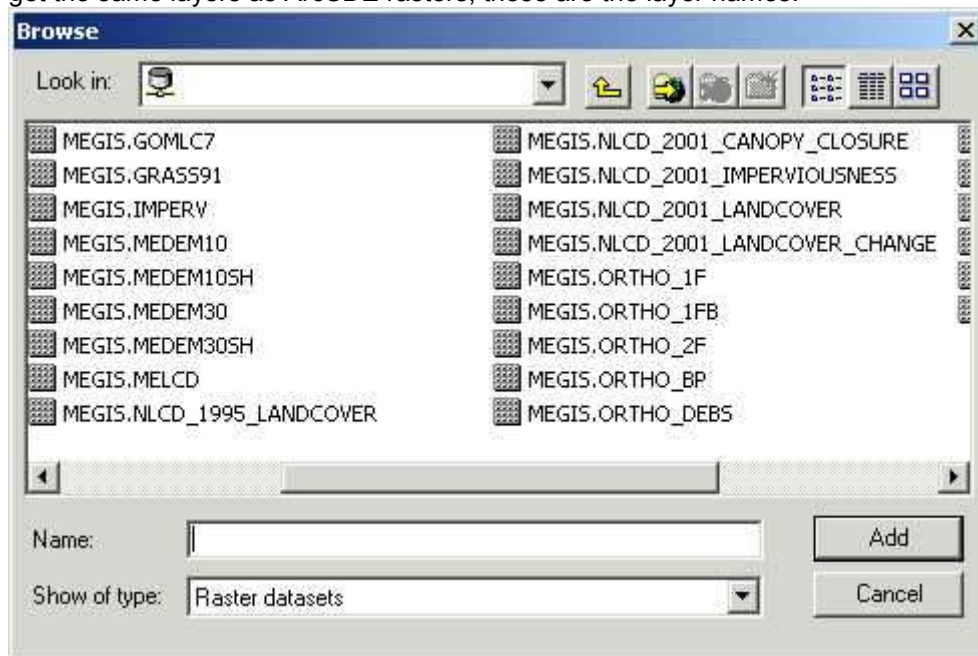 get the same layers as ArcSDE rasters, these are the layer names:
Browse
Look in:
MEGIS.GOMLC7
MEGIS.GRASS91
MEGIS.IMPERV
MEGIS.MEDEM10
MEGIS.MEDEM10SH
MEGIS.MEDEM30
MEGIS.MEDEM30SH
MEGIS.MELCD
MEGIS.NLCD_1995_LANDCOVER
MEGIS.NLCD_2001_CANOPY_CLOSURE
MEGIS.NLCD_2001_IMPERVIOUSNESS
MEGIS.NLCD_2001_LANDCOVER
MEGIS.NLCD_2001_LANDCOVER_CHANGE
MEGIS.ORTHO_1F
MEGIS.ORTHO_1FB
MEGIS.ORTHO_2F
MEGIS.ORTHO_BP
MEGIS.ORTHO_DEBS
Name:
Add
Show of type:
Raster datasets
Cancel